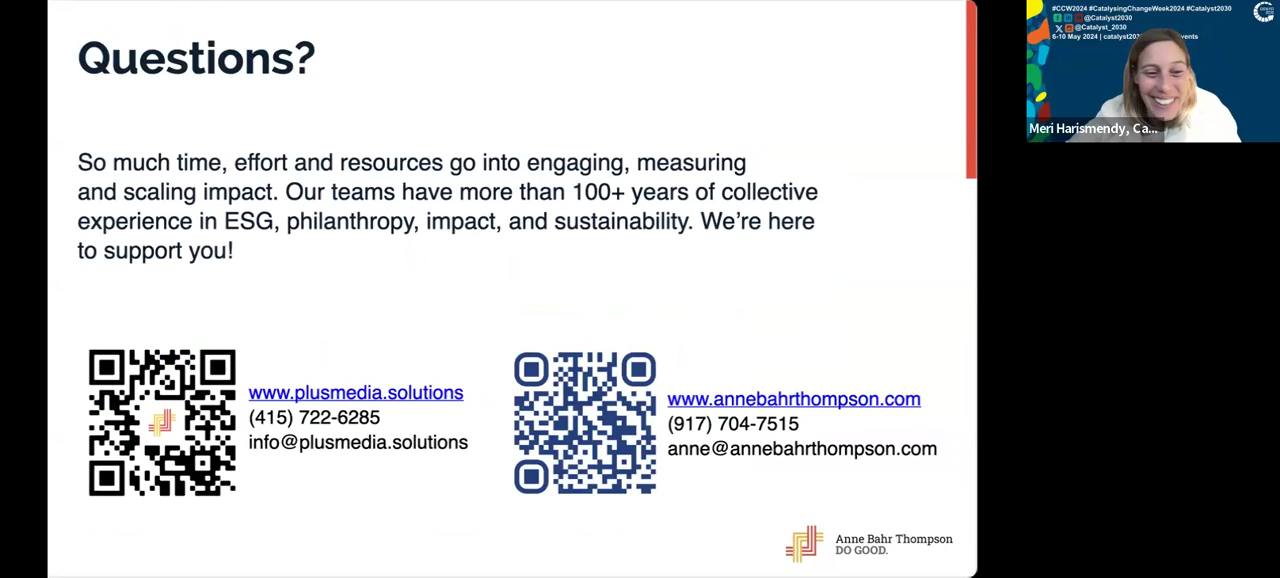 Questions?
So much time, effort and resources go into engaging, measuring
and scaling impact. Our teams have more than 100+ years of collective
experience in ESG, philanthropy, impact, and sustainability. We're here
to support you!
www.plusmedia.solutions
(415) 722-6285
info@plusmedia.solutions
www.annebahrthompson.com
(917) 704-7515
anne@annebahrthompson.com
Anne Bahr Thompson
DO GOOD.
#CCW2024 #CatalysingChangeWeek2024 #Catalyst2030
@Catalyst2030
@Catalyst_2030
6-10 May 2024 | catalyst203 vents
Meri Harismendy, Ca...